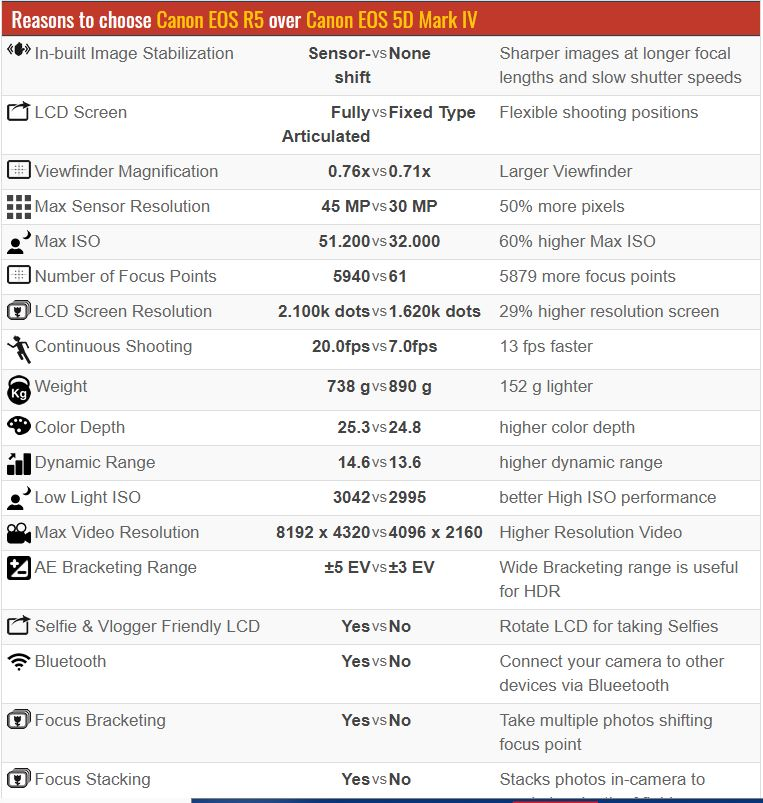 Reasons to choose Canon EOS R5 over Canon EOS 5D Mark IV
In-built Image Stabilization Sensor-shift vs None Sharper images at longer focal
lengths and slow shutter speeds
LCD Screen Fully Articulated vs Fixed Type Flexible shooting positions
Viewfinder Magnification 0.76x vs 0.71x Larger Viewfinder
Max Sensor Resolution 45 MP vs 30 MP 50% more pixels
Max ISO 51.200 vs 32.000 60% higher Max ISO
Number of Focus Points 5940 vs 61 5879 more focus points
LCD Screen Resolution 2.100k dots vs 1.620k dots 29% higher resolution screen
Continuous Shooting 20.0fps vs 7.0fps 13 fps faster
Kg Weight 738 g vs 890 g 152 g lighter
Color Depth 25.3 vs 24.8 higher color depth
Dynamic Range 14.6 vs 13.6 higher dynamic range
Low Light ISO 3042 vs 2995 better High ISO performance
Max Video Resolution 8192 x 4320 vs 4096 x 2160 Higher Resolution Video
AE Bracketing Range ±5 EV vs ±3 EV Wide Bracketing range is useful
for HDR
Selfie & Vlogger Friendly LCD Yes vs No Rotate LCD for taking Selfies
Bluetooth Yes vs No Connect your camera to other
devices via Blueetooth
Focus Bracketing Yes vs No Take multiple photos shifting
focus point
Focus Stacking Yes vs No Stacks photos in-camera to